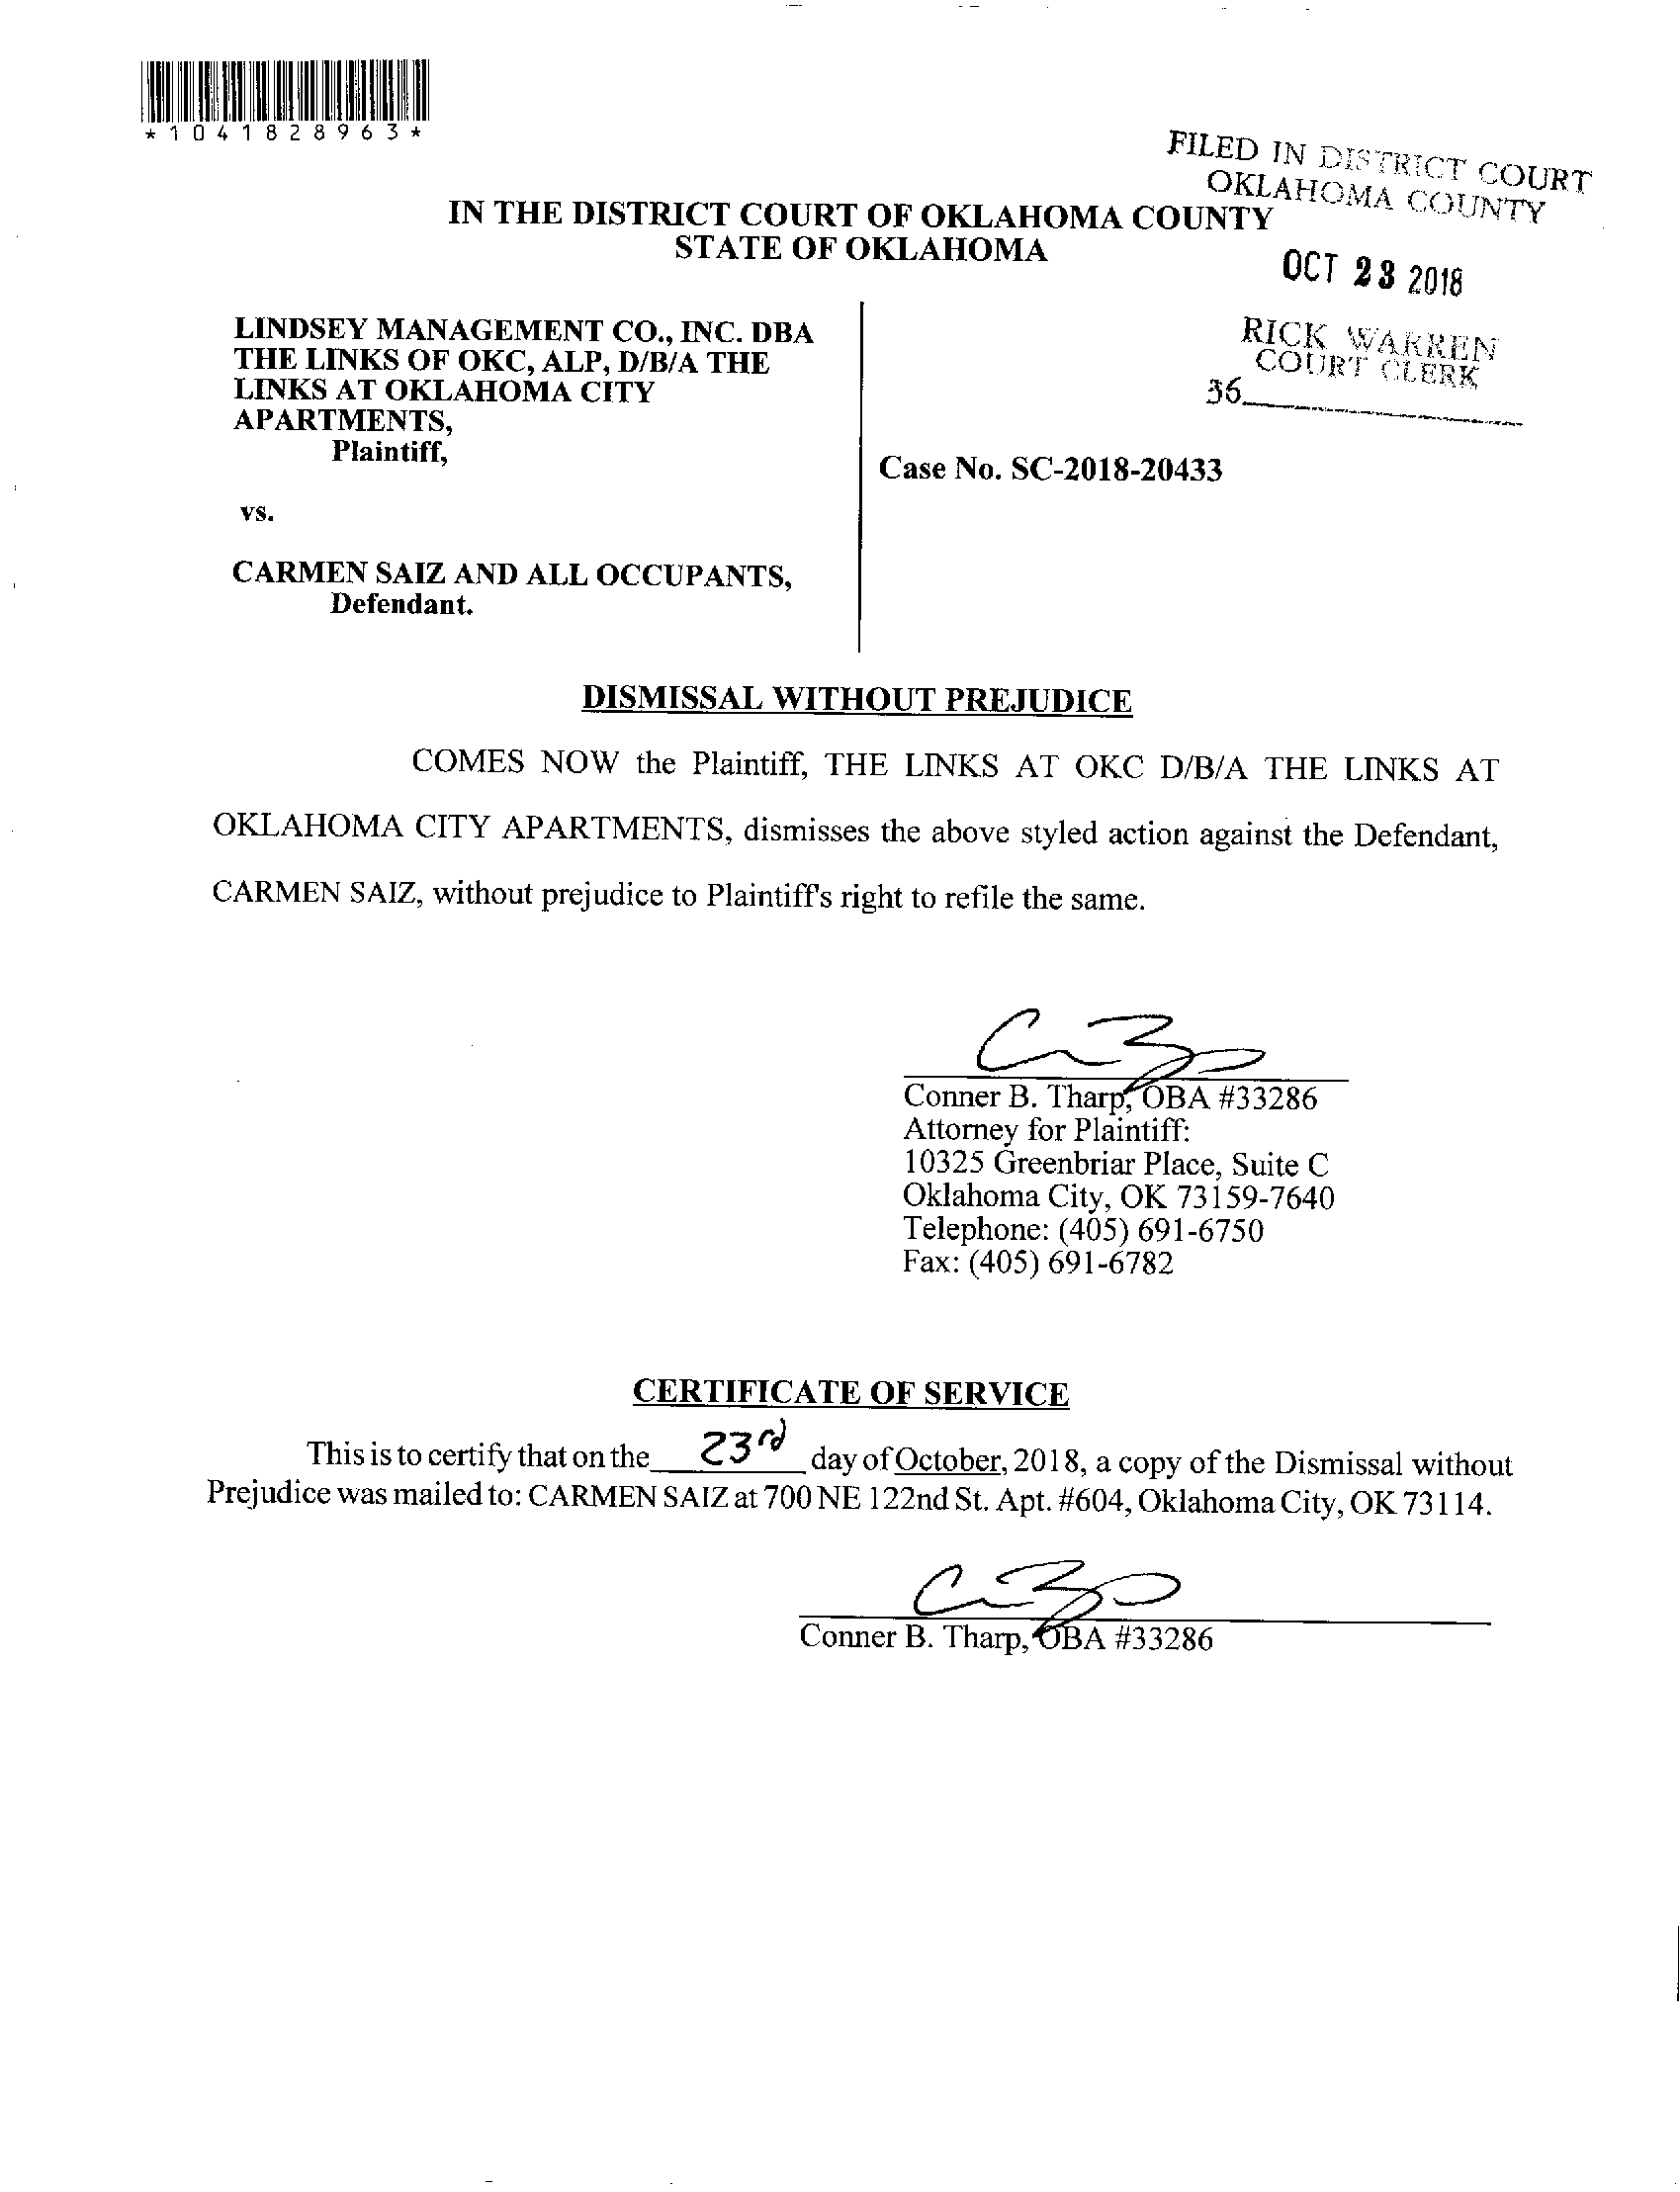 *1041828963*
FILED IN DISTRICT COURT
OKLAHOMA COUNTY
IN THE DISTRICT COURT OF OKLAHOMA COUNTY
STATE OF OKLAHOMA
OCT 23 2018
RICK WARREN
COURT CLERK
36
LINDSEY MANAGEMENT CO., INC. DBA
THE LINKS OF OKC, ALP, D/B/A THE
LINKS AT OKLAHOMA CITY
APARTMENTS,
Plaintiff,
Case No. SC-2018-20433
vs.
CARMEN SAIZ AND ALL OCCUPANTS,
Defendant.
DISMISSAL WITHOUT PREJUDICE
COMES NOW the Plaintiff, THE LINKS AT OKC D/B/A THE LINKS AT
OKLAHOMA CITY APARTMENTS, dismisses the above styled action against the Defendant,
CARMEN SAIZ, without prejudice to Plaintiff's right to refile the same.
Conner B. Tharp, OBA #33286
Attorney for Plaintiff:
10325 Greenbriar Place, Suite C
Oklahoma City, OK 73159-7640
Telephone: (405) 691-6750
Fax: (405) 691-6782
CERTIFICATE OF SERVICE
This is to certify that on the 23rd day of October, 2018, a copy of the Dismissal without
Prejudice was mailed to: CARMEN SAIZ at 700 NE 122nd St. Apt. #604, Oklahoma City, OK 73114.
Conner B. Tharp, OBA #33286